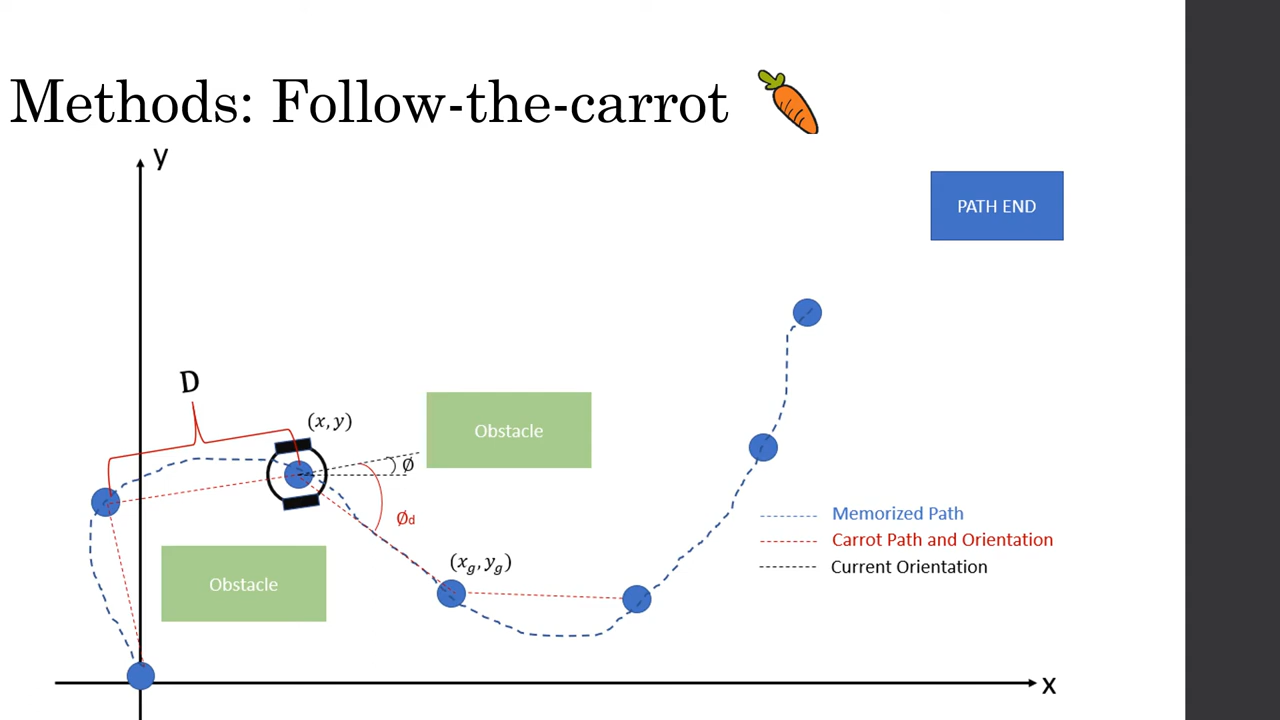 Methods: Follow-the-carrot
y
PATH END
D
(x, y)
Obstacle
Ø
Ød
Memorized Path
Carrot Path and Orientation
Current Orientation
(xg, yg)
Obstacle
x